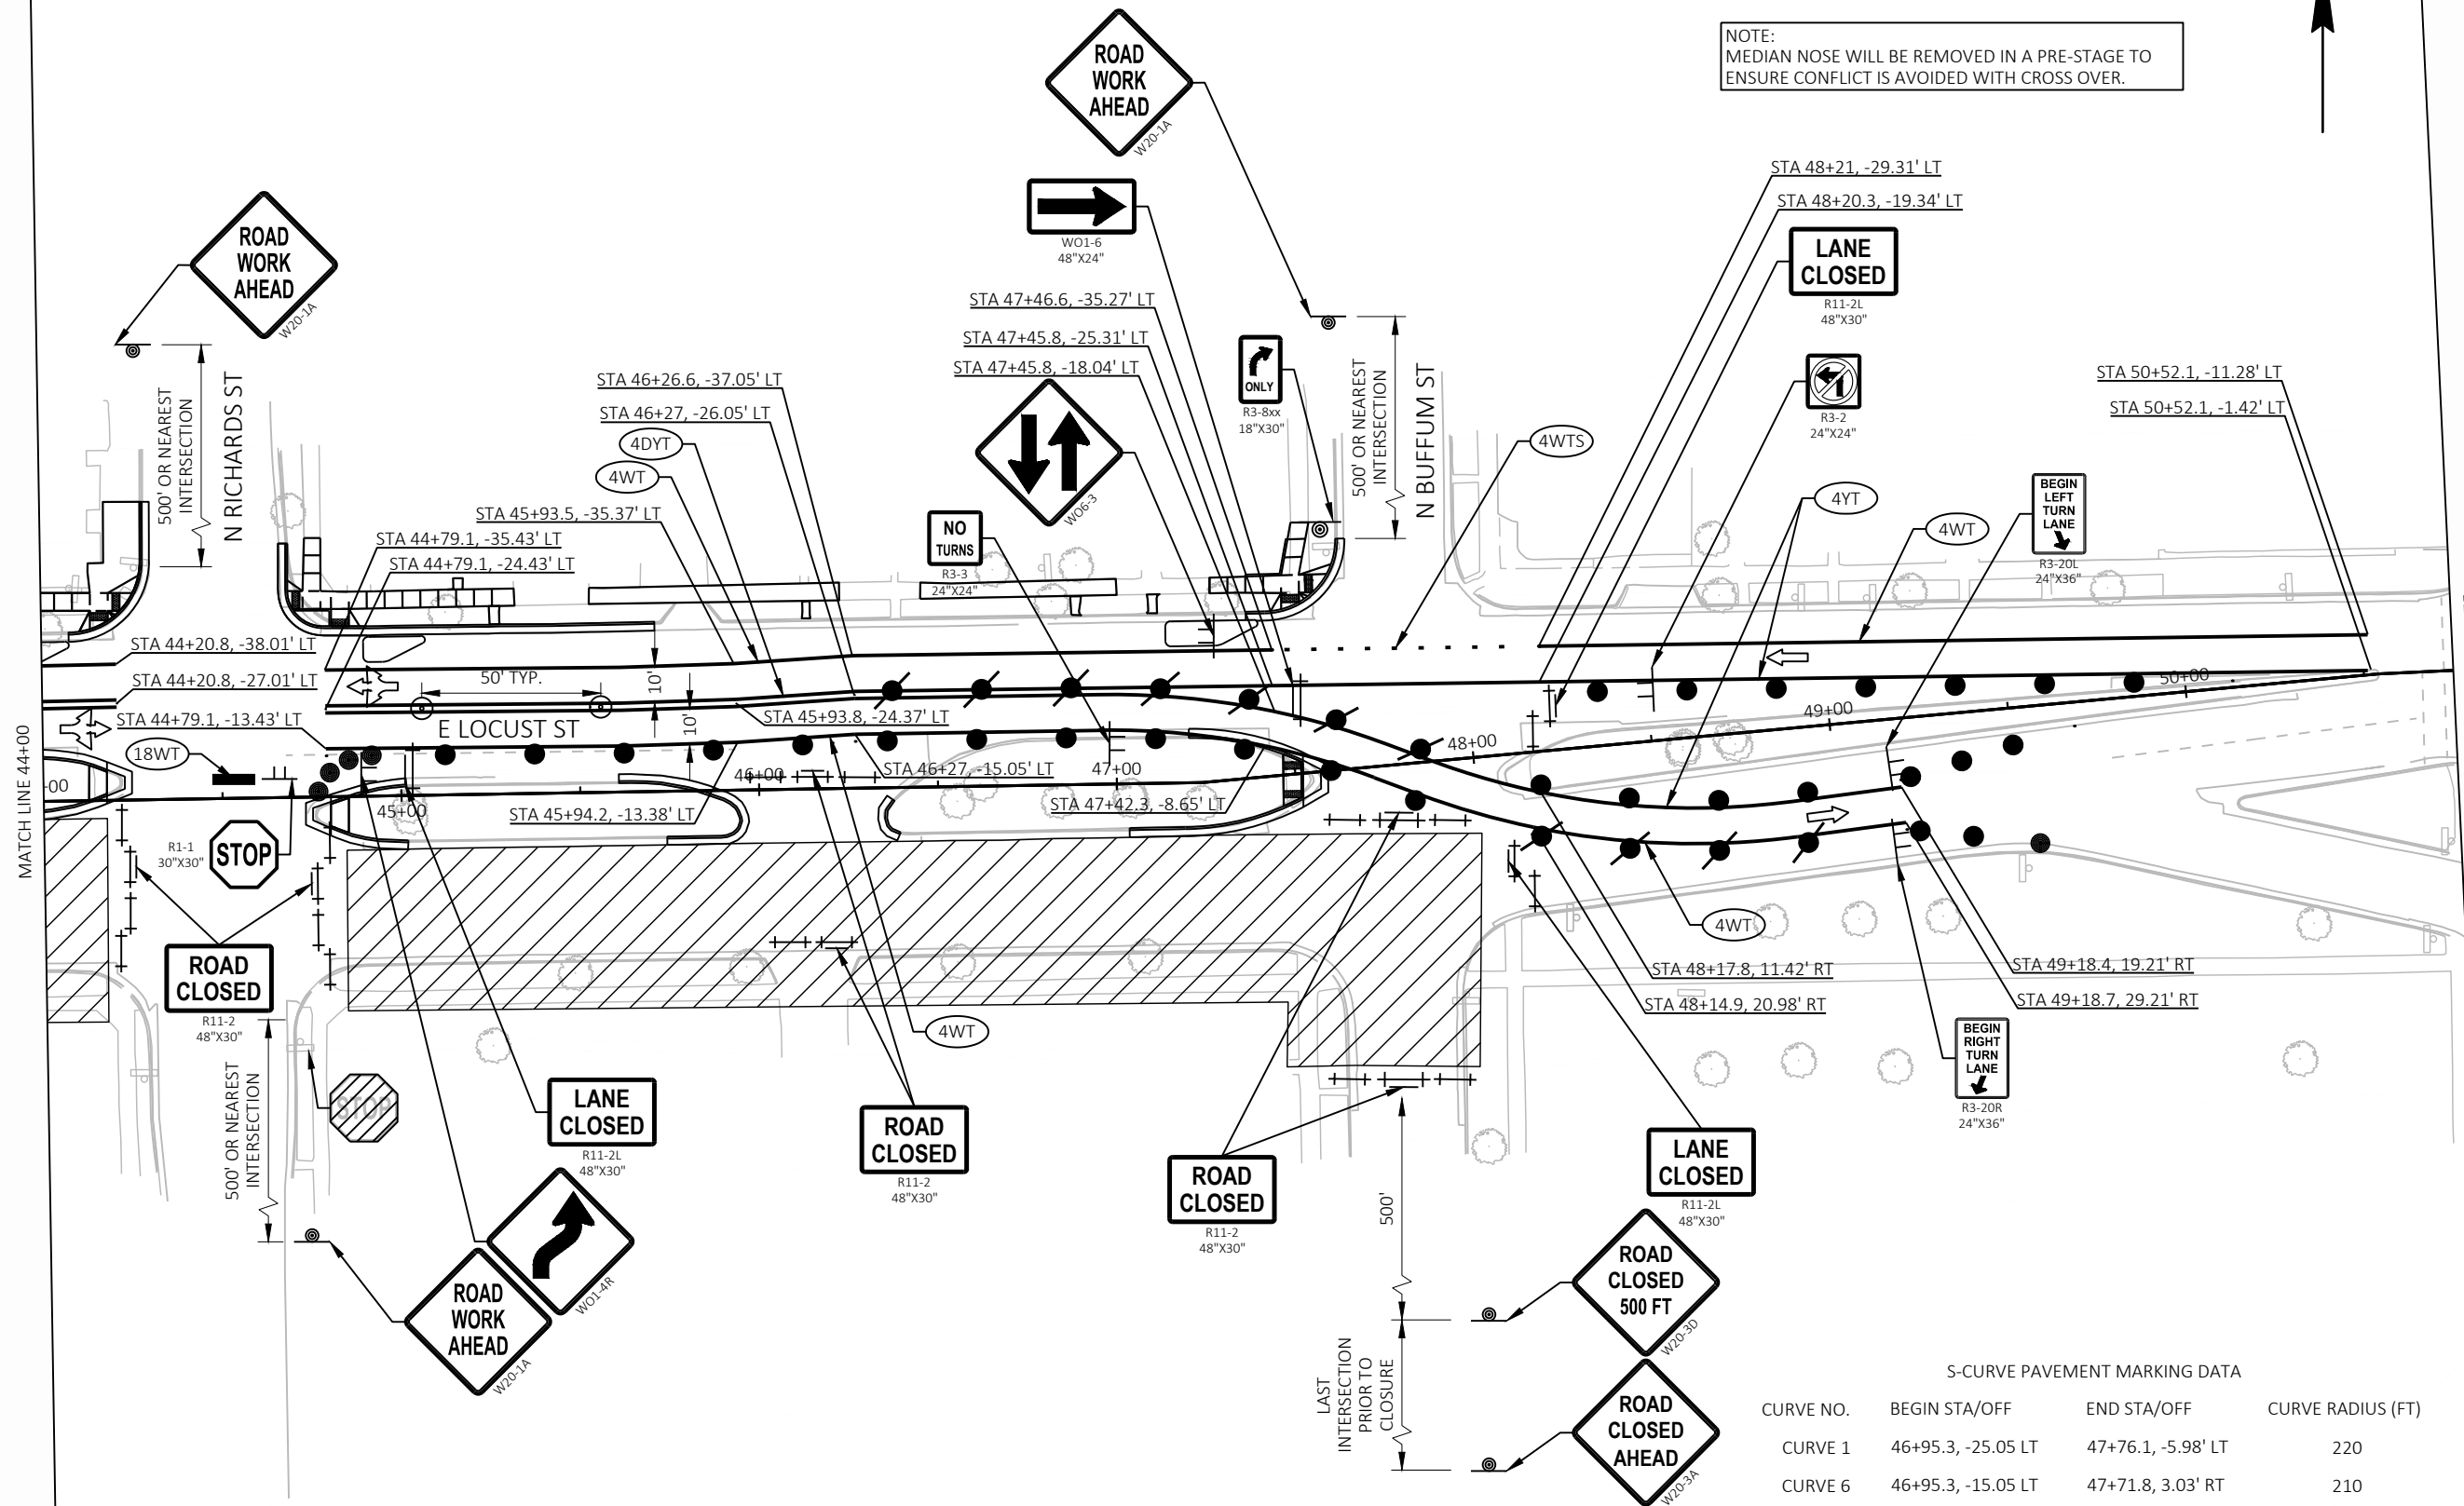 NOTE:
MEDIAN NOSE WILL BE REMOVED IN A PRE-STAGE TO
ENSURE CONFLICT IS AVOIDED WITH CROSS OVER.
ROAD
WORK
AHEAD
W20-1A
WO1-6
48"X24"
ROAD
WORK
AHEAD
W20-1A
STA 48+21, -29.31' LT
STA 48+20.3, -19.34' LT
LANE
CLOSED
R11-2L
48"X30"
STA 47+46.6, -35.27' LT
STA 47+45.8, -25.31' LT
STA 47+45.8, -18.04' LT
ONLY
R3-8xx
18"X30"
500' OR NEAREST
INTERSECTION
N BUFFUM ST
R3-2
24"X24"
STA 50+52.1, -11.28' LT
STA 50+52.1, -1.42' LT
500' OR NEAREST
INTERSECTION
N RICHARDS ST
STA 46+26.6, -37.05' LT
STA 46+27, -26.05' LT
4DYT
4WT
WO6-3
4WTS
4YT
4WT
BEGIN
LEFT
TURN
LANE
R3-20L
24"X36"
STA 45+93.5, -35.37' LT
STA 44+79.1, -35.43' LT
STA 44+79.1, -24.43' LT
NO
TURNS
R3-3
24"X24"
STA 44+20.8, -38.01' LT
STA 44+20.8, -27.01' LT
STA 44+79.1, -13.43' LT
50' TYP.
10'
10'
E LOCUST ST
STA 45+93.8, -24.37' LT
18WT
MATCH LINE 44+00
-00
45+00
46+00
47+00
48+00
49+00
50+00
STA 46+27, -15.05' LT
STA 45+94.2, -13.38' LT
STA 47+42.3, -8.65' LT
R1-1
30"X30"
STOP
ROAD
CLOSED
R11-2
48"X30"
4WT
STA 48+17.8, 11.42' RT
STA 48+14.9, 20.98' RT
STA 49+18.4, 19.21' RT
STA 49+18.7, 29.21' RT
4WT
BEGIN
RIGHT
TURN
LANE
R3-20R
24"X36"
500' OR NEAREST
INTERSECTION
STOP
LANE
CLOSED
R11-2L
48"X30"
ROAD
CLOSED
R11-2
48"X30"
ROAD
CLOSED
R11-2
48"X30"
LANE
CLOSED
R11-2L
48"X30"
WO1-4R
ROAD
WORK
AHEAD
W20-1A
500'
ROAD
CLOSED
500 FT
W20-3D
LAST
INTERSECTION
PRIOR TO
CLOSURE
ROAD
CLOSED
AHEAD
W20-3A
S-CURVE PAVEMENT MARKING DATA
CURVE NO. BEGIN STA/OFF END STA/OFF CURVE RADIUS (FT)
CURVE 1 46+95.3, -25.05 LT 47+76.1, -5.98' LT 220
CURVE 6 46+95.3, -15.05 LT 47+71.8, 3.03' RT 210